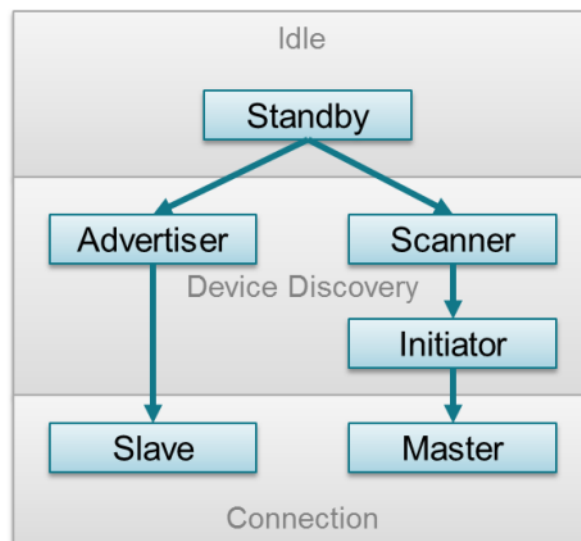 Idle
Standby
Advertiser
Scanner
Device Discovery
Initiator
Slave
Master
Connection